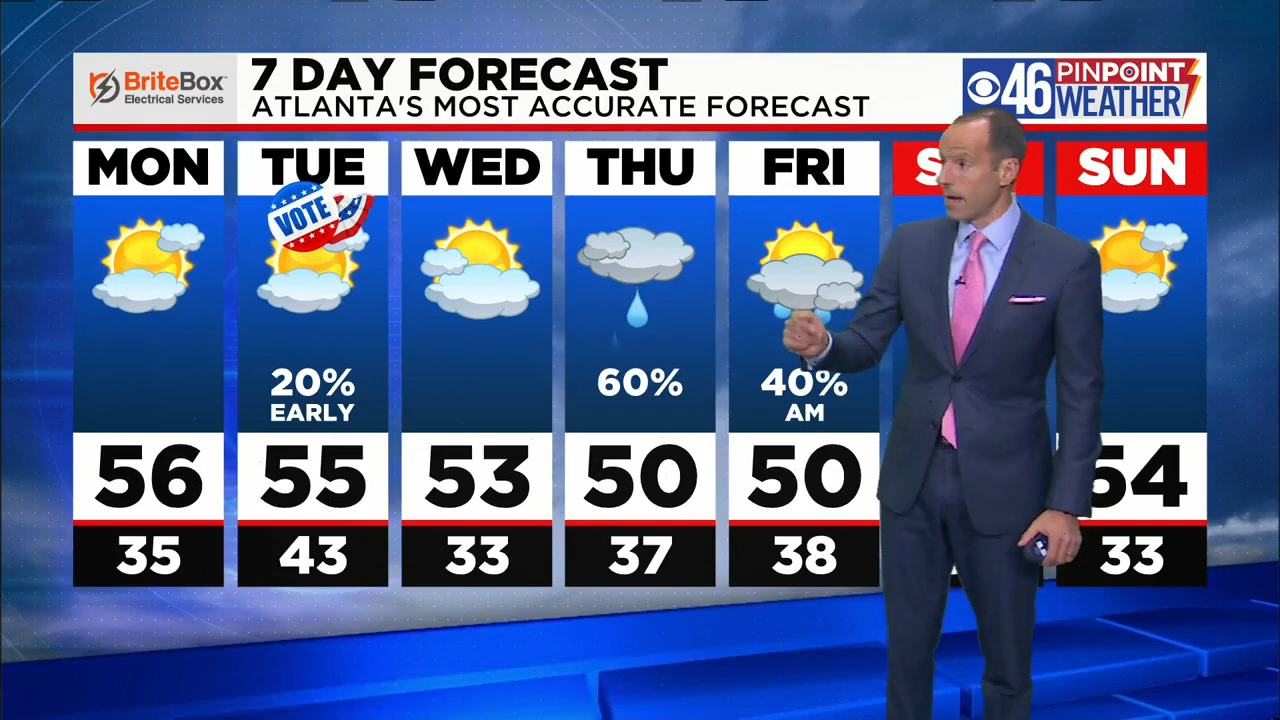 BriteBox
Electrical Services
7 DAY FORECAST
ATLANTA'S MOST ACCURATE FORECAST
46 PINPOINT
WEATHER
MON
TUE
WED
THU
FRI
SUN
VOTE
20%
EARLY
60%
40%
AM
56
55
53
50
50
54
35
43
33
37
38
33